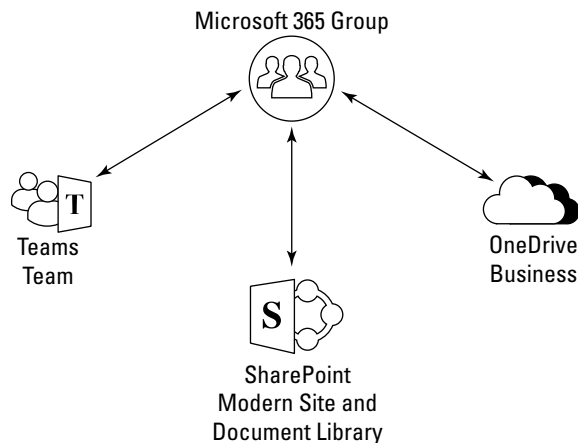 Microsoft 365 Group
T
Teams
Team
OneDrive
Business
S
SharePoint
Modern Site and
Document Library